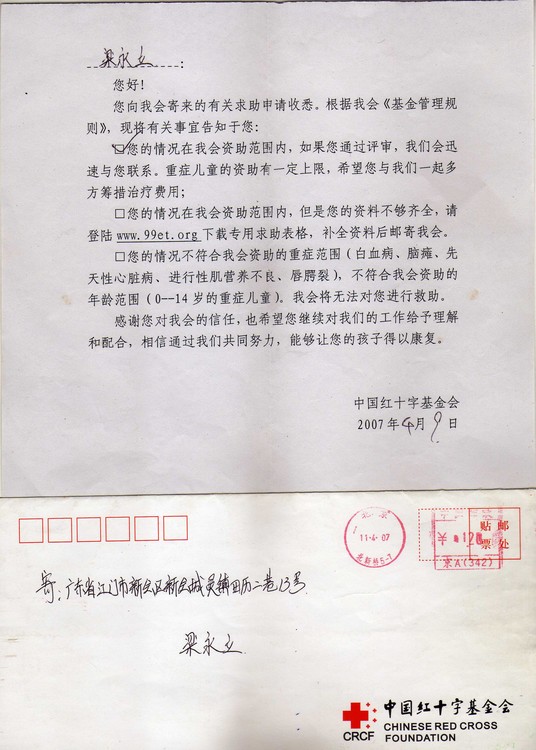 梁永立:
您好!
您向我会寄来的有关求助申请收悉。根据我会《基金管理规
则》,现将有关事宜告知于您:
☑您的情况在我会资助范围内,如果您通过评审,我们会迅
速与您联系。重症儿童的资助有一定上限,希望您与我们一起多
方筹措治疗费用;
□您的情况在我会资助范围内,但是您的资料不够齐全,请
登陆 www.99et.org 下载专用求助表格,补全资料后邮寄我会。
□您的情况不符合我会资助的重症范围(白血病、脑瘫、先
天性心脏病、进行性肌营养不良、唇腭裂),不符合我会资助的
年龄范围(0--14 岁的重症儿童)。我会将无法对您进行救助。
感谢您对我会的信任,也希望您继续对我们的工作给予理解
和配合,相信通过我们共同努力,能够让您的孩子得以康复。
中国红十字基金会
2007 年 4 月 9 日
北京
11-4-07
贴邮
票处
京A(342)
寄:广东省江门市新会区新会城员铺田历二巷13号
梁永立
中国红十字基金会
CHINESE RED CROSS
FOUNDATION
CRCF